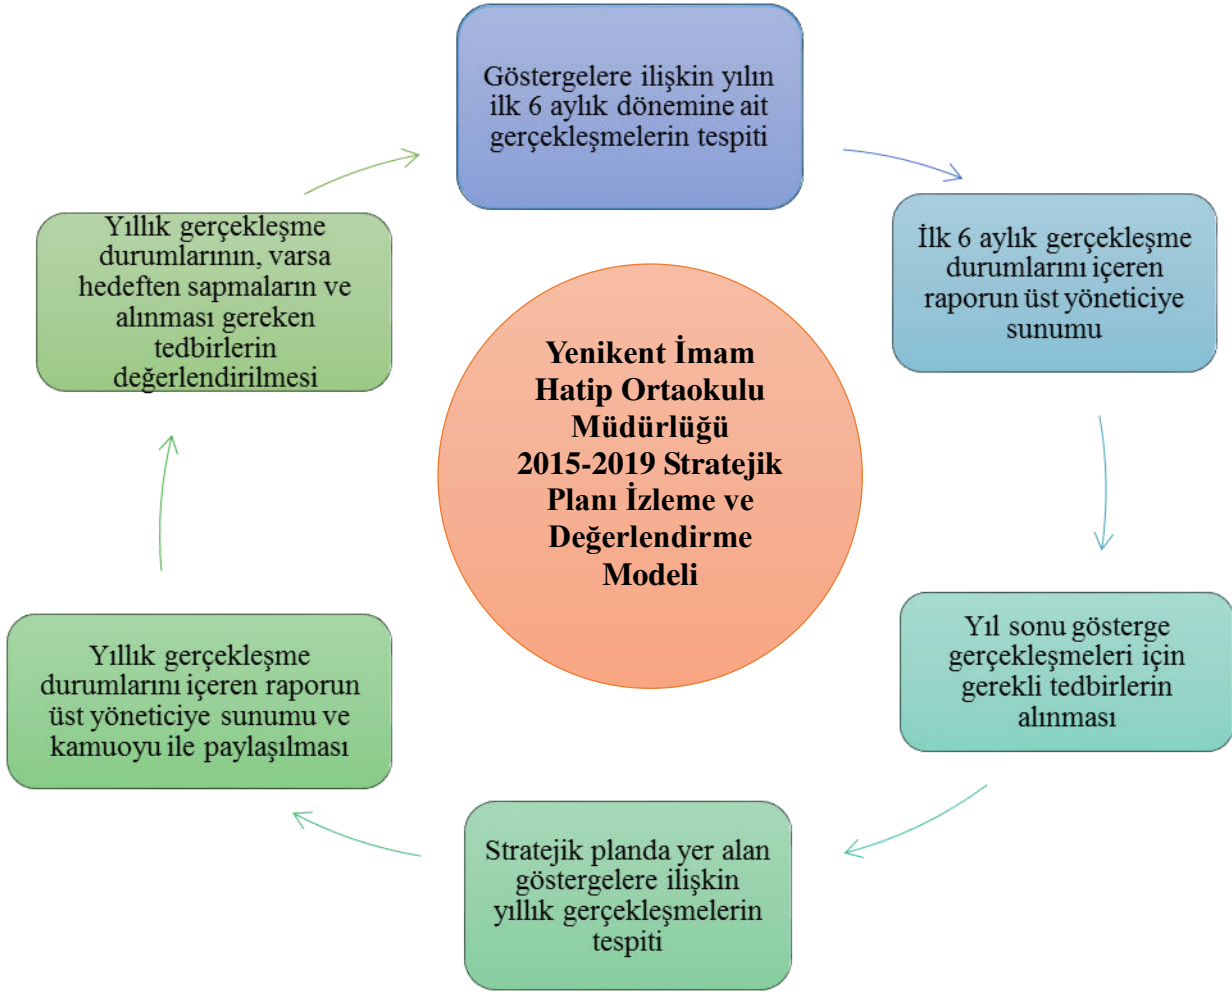 Göstergelere ilişkin yılın
ilk 6 aylık dönemine ait
gerçekleşmelerin tespiti
İlk 6 aylık gerçekleşme
durumlarını içeren
raporun üst yöneticiye
sunumu
Yıl sonu gösterge
gerçekleşmeleri için
gerekli tedbirlerin
alınması
Stratejik planda yer alan
göstergelere ilişkin
yıllık gerçekleşmelerin
tespiti
Yıllık gerçekleşme
durumlarını içeren raporun
üst yöneticiye sunumu ve
kamuoyu ile paylaşılması
Yıllık gerçekleşme
durumlarının, varsa
hedeften sapmaların ve
alınması gereken
tedbirlerin
değerlendirilmesi
Yenikent İmam
Hatip Ortaokulu
Müdürlüğü
2015-2019 Stratejik
Planı İzleme ve
Değerlendirme
Modeli